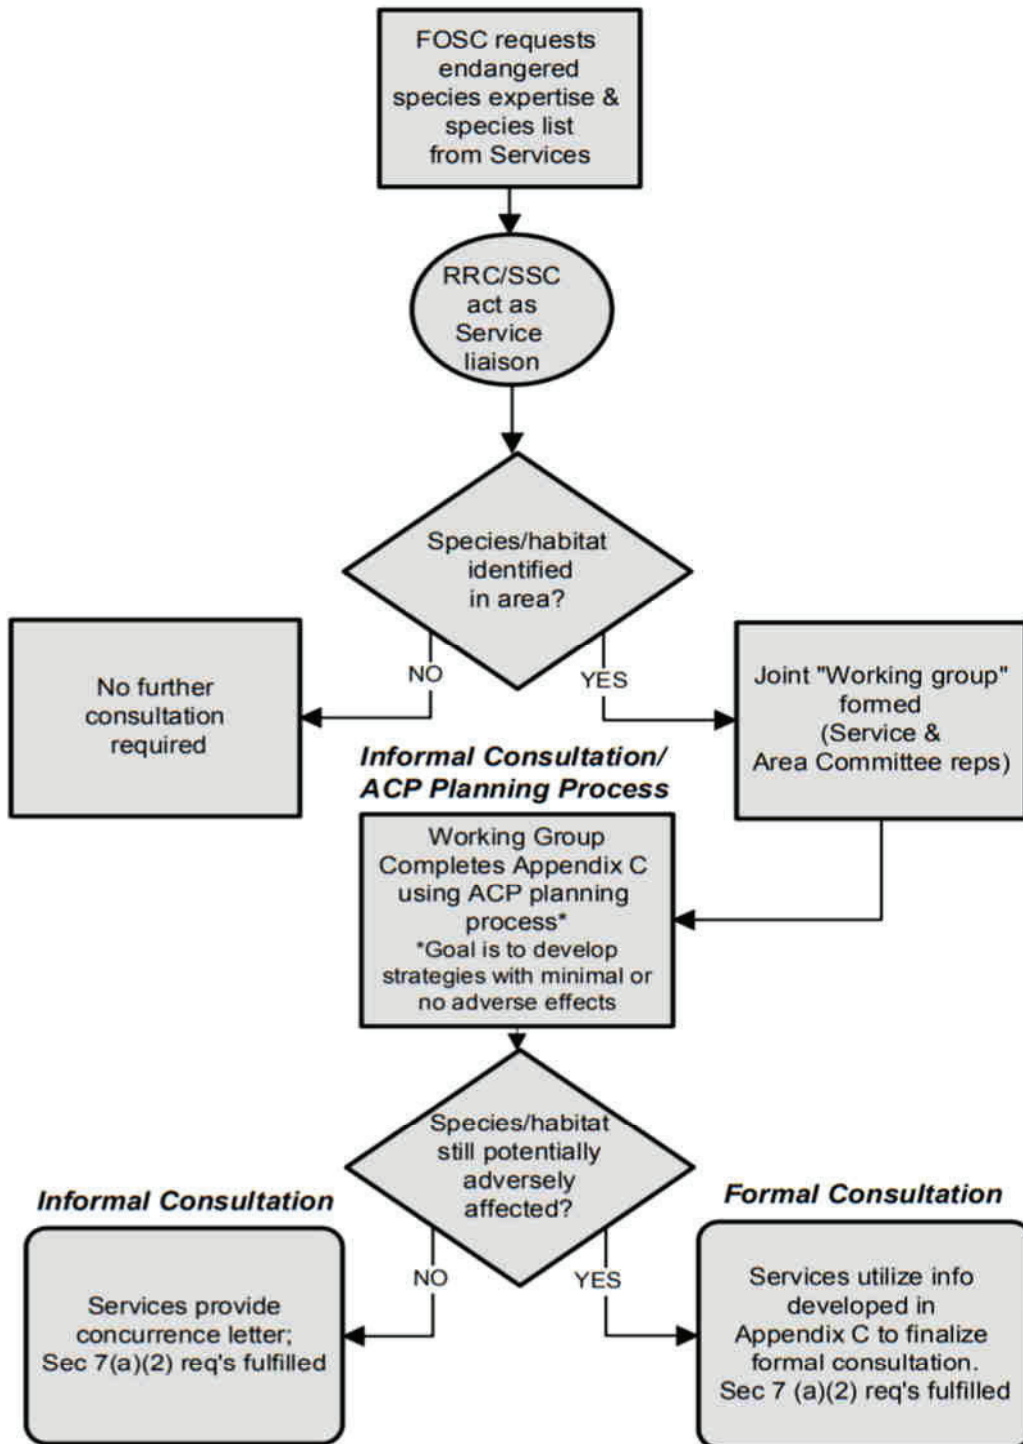 FOSC requests
endangered
species expertise &
species list
from Services
RRC/SSC
act as
Service
liaison
Species/habitat
identified
in area?
NO
YES
No further
consultation
required
Joint "Working group"
formed
(Service &
Area Committee reps)
Informal Consultation/
ACP Planning Process
Working Group
Completes Appendix C
using ACP planning
process*
*Goal is to develop
strategies with minimal or
no adverse effects
Species/habitat
still potentially
adversely
affected?
NO
YES
Informal Consultation
Services provide
concurrence letter;
Sec 7(a)(2) req's fulfilled
Formal Consultation
Services utilize info
developed in
Appendix C to finalize
formal consultation.
Sec 7 (a)(2) req's fulfilled